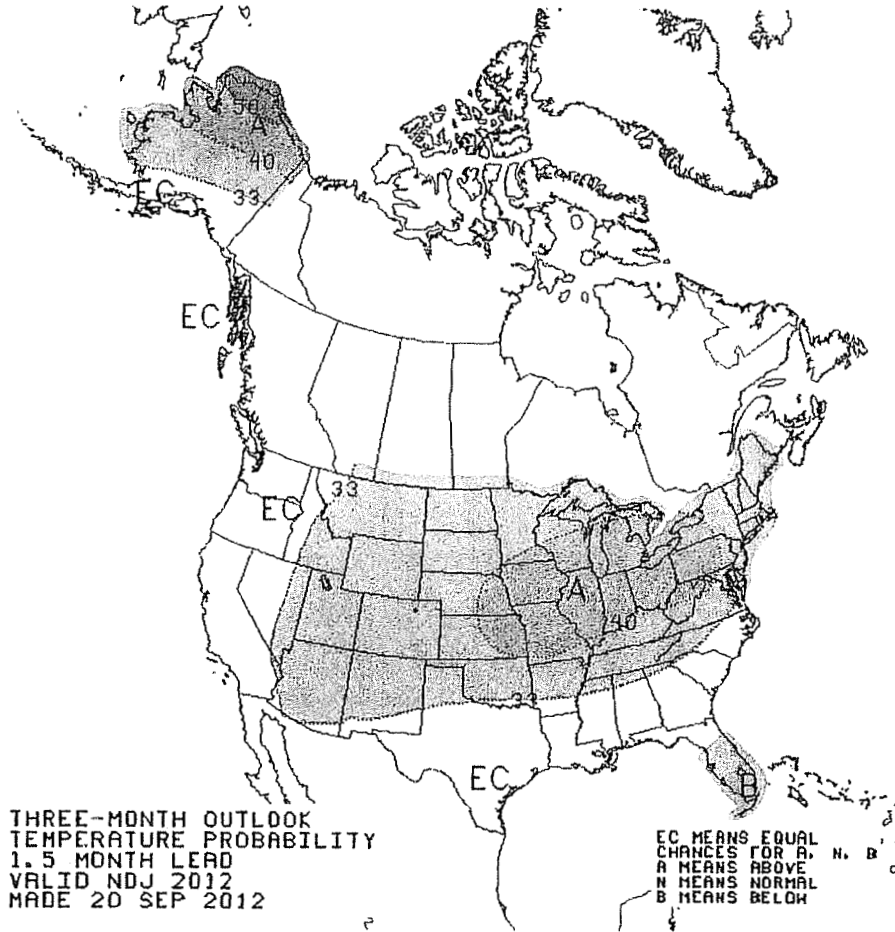 50
A
40
EC
33
EC
33
EC
A
40
33
EC
B
THREE-MONTH OUTLOOK
TEMPERATURE PROBABILITY
1.5 MONTH LEAD
VALID NDJ 2012
MADE 20 SEP 2012
EC MEANS EQUAL
CHANCES FOR A, N, B
A MEANS ABOVE
N MEANS NORMAL
B MEANS BELOW